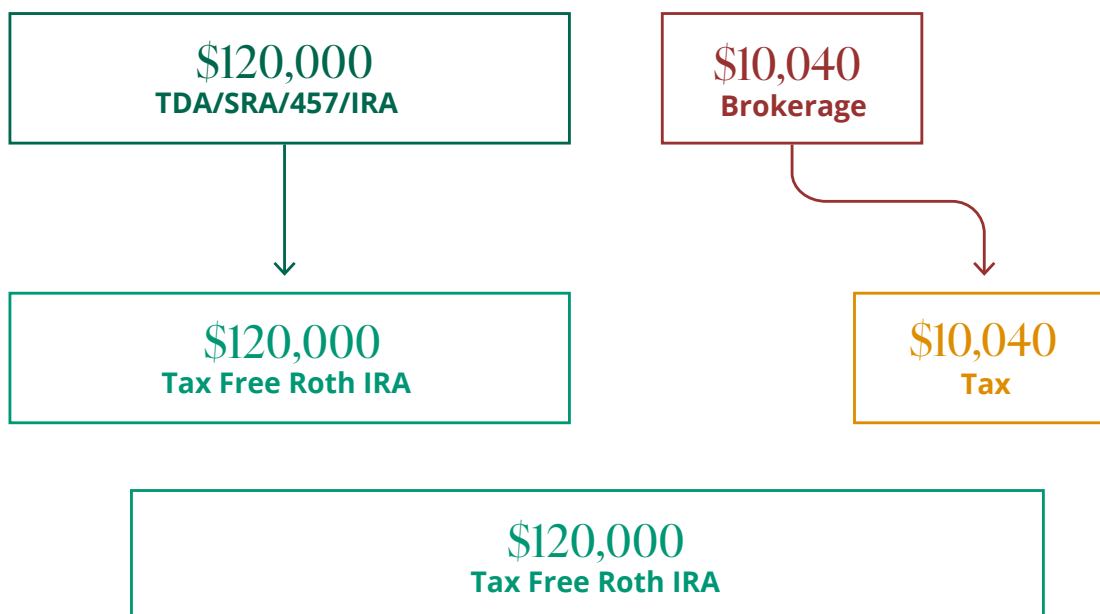 $120,000
TDA/SRA/457/IRA
$10,040
Brokerage
$120,000
Tax Free Roth IRA
$10,040
Tax
$120,000
Tax Free Roth IRA